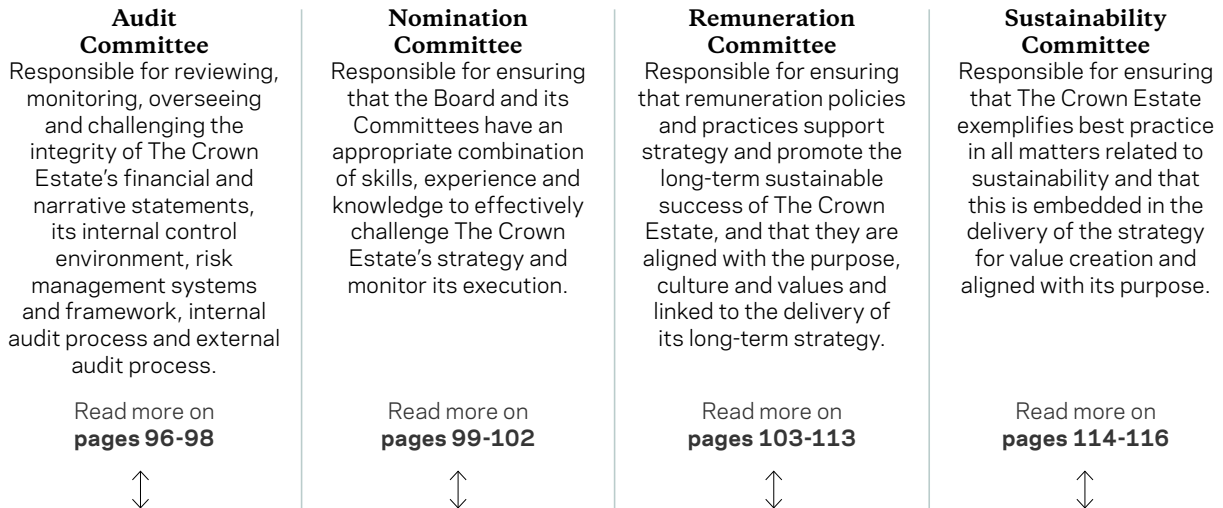 Audit
Committee
Responsible for reviewing,
monitoring, overseeing
and challenging the
integrity of The Crown
Estate’s financial and
narrative statements,
its internal control
environment, risk
management systems
and framework, internal
audit process and external
audit process.
Read more on
pages 96-98
Nomination
Committee
Responsible for ensuring
that the Board and its
Committees have an
appropriate combination
of skills, experience and
knowledge to effectively
challenge The Crown
Estate’s strategy and
monitor its execution.
Read more on
pages 99-102
Remuneration
Committee
Responsible for ensuring
that remuneration policies
and practices support
strategy and promote the
long-term sustainable
success of The Crown
Estate, and that they are
aligned with the purpose,
culture and values and
linked to the delivery of
its long-term strategy.
Read more on
pages 103-113
Sustainability
Committee
Responsible for ensuring
that The Crown Estate
exemplifies best practice
in all matters related to
sustainability and that
this is embedded in the
delivery of the strategy
for value creation and
aligned with its purpose.
Read more on
pages 114-116